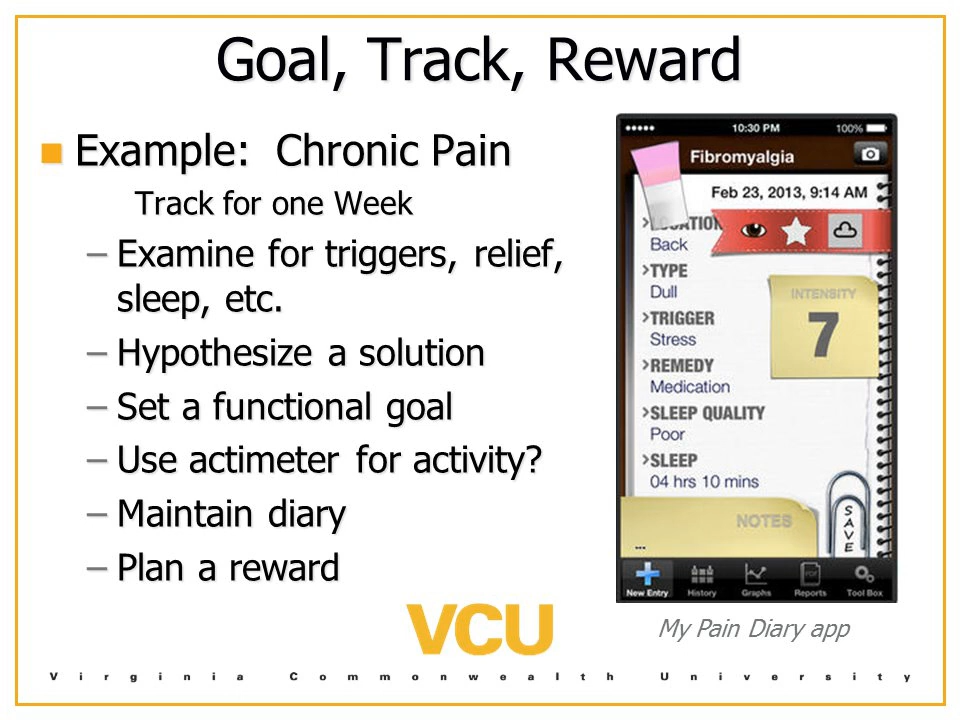 Goal, Track, Reward
Example: Chronic Pain
Track for one Week
–Examine for triggers, relief,
sleep, etc.
–Hypothesize a solution
–Set a functional goal
–Use actimeter for activity?
–Maintain diary
–Plan a reward
10:30 PM 100%
Fibromyalgia
Feb 23, 2013, 9:14 AM
LOCATION
Back
TYPE
Dull
TRIGGER
Stress
REMEDY
Medication
SLEEP QUALITY
Poor
SLEEP
04 hrs 10 mins
INTENSITY
7
NOTES
...
SAVE
New Entry History Graphs Reports Tool Box
PDF
My Pain Diary app
VCU
Virginia Commonwealth University